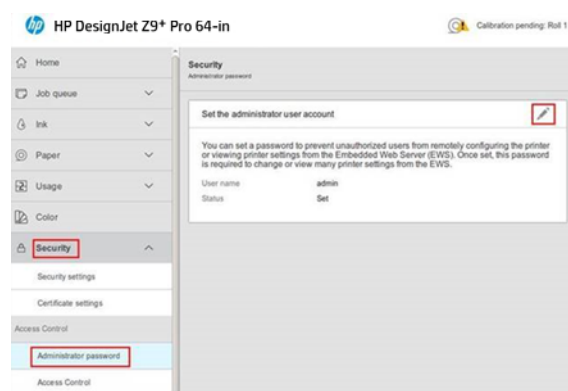 hp HP DesignJet Z9+ Pro 64-in
Calibration pending: Roll 1
Home
Job queue
Ink
Paper
Usage
Color
Security
Security settings
Certificate settings
Access Control
Administrator password
Access Control
Security
Administrator password
Set the administrator user account
You can set a password to prevent unauthorized users from remotely configuring the printer
or viewing printer settings from the Embedded Web Server (EWS). Once set, this password
is required to change or view many printer settings from the EWS.
User name admin
Status Set